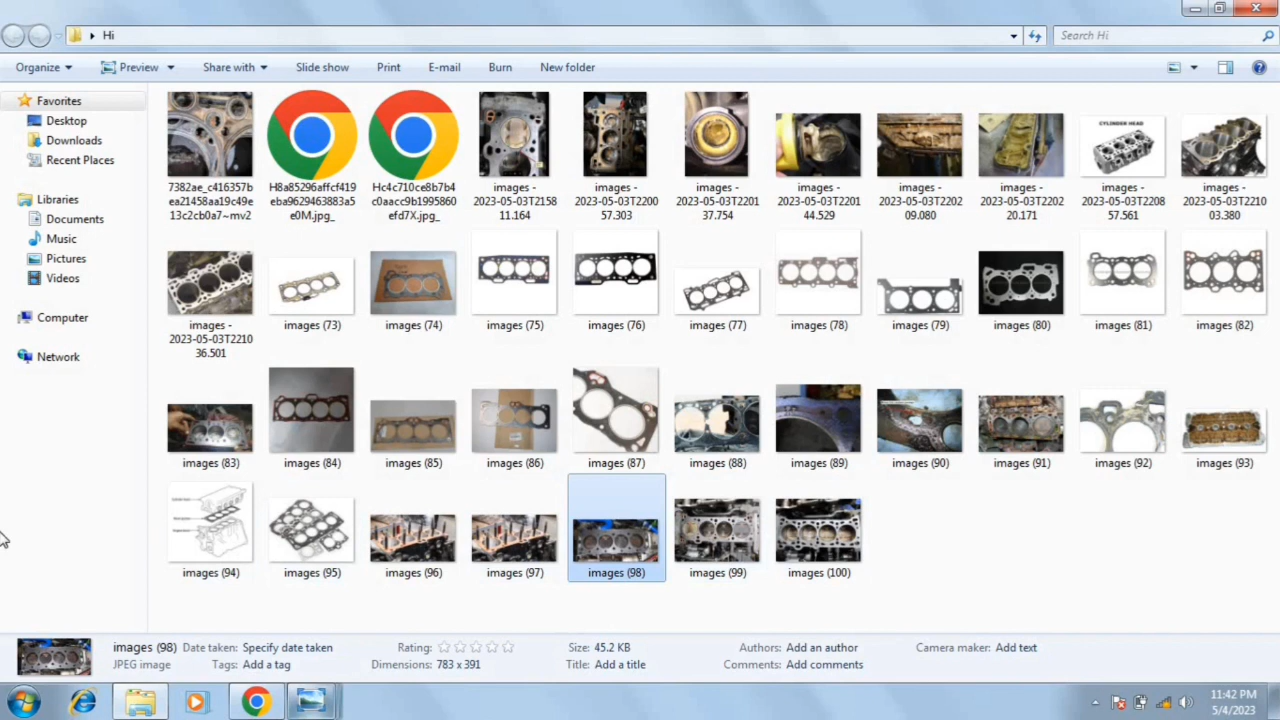 Hi
Search Hi
Organize Preview Share with Slide show Print E-mail Burn New folder
Favorites
Desktop
Downloads
Recent Places
Libraries
Documents
Music
Pictures
Videos
Computer
Network
CYLINDER HEAD
7382ae_c416357b
ea21458aa19c49e
13c2cb0a7~mv2
H8a85296affcf419
eba9629463883a5
e0M.jpg_
Hc4c710ce8b7b4
c0aacc9b1995860
efd7X.jpg_
images -
2023-05-03T2158
11.164
images -
2023-05-03T2200
57.303
images -
2023-05-03T2201
37.754
images -
2023-05-03T2201
44.529
images -
2023-05-03T2202
09.080
images -
2023-05-03T2202
20.171
images -
2023-05-03T2208
57.561
images -
2023-05-03T2210
03.380
images -
2023-05-03T2210
36.501
images (73)
images (74)
images (75)
images (76)
images (77)
images (78)
images (79)
images (80)
images (81)
images (82)
images (83)
images (84)
images (85)
images (86)
images (87)
images (88)
images (89)
images (90)
images (91)
images (92)
images (93)
images (94)
images (95)
images (96)
images (97)
images (98)
images (99)
images (100)
images (98) Date taken: Specify date taken Rating: Size: 45.2 KB Authors: Add an author Camera maker: Add text
JPEG image Tags: Add a tag Dimensions: 783 x 391 Title: Add a title Comments: Add comments
11:42 PM
5/4/2023